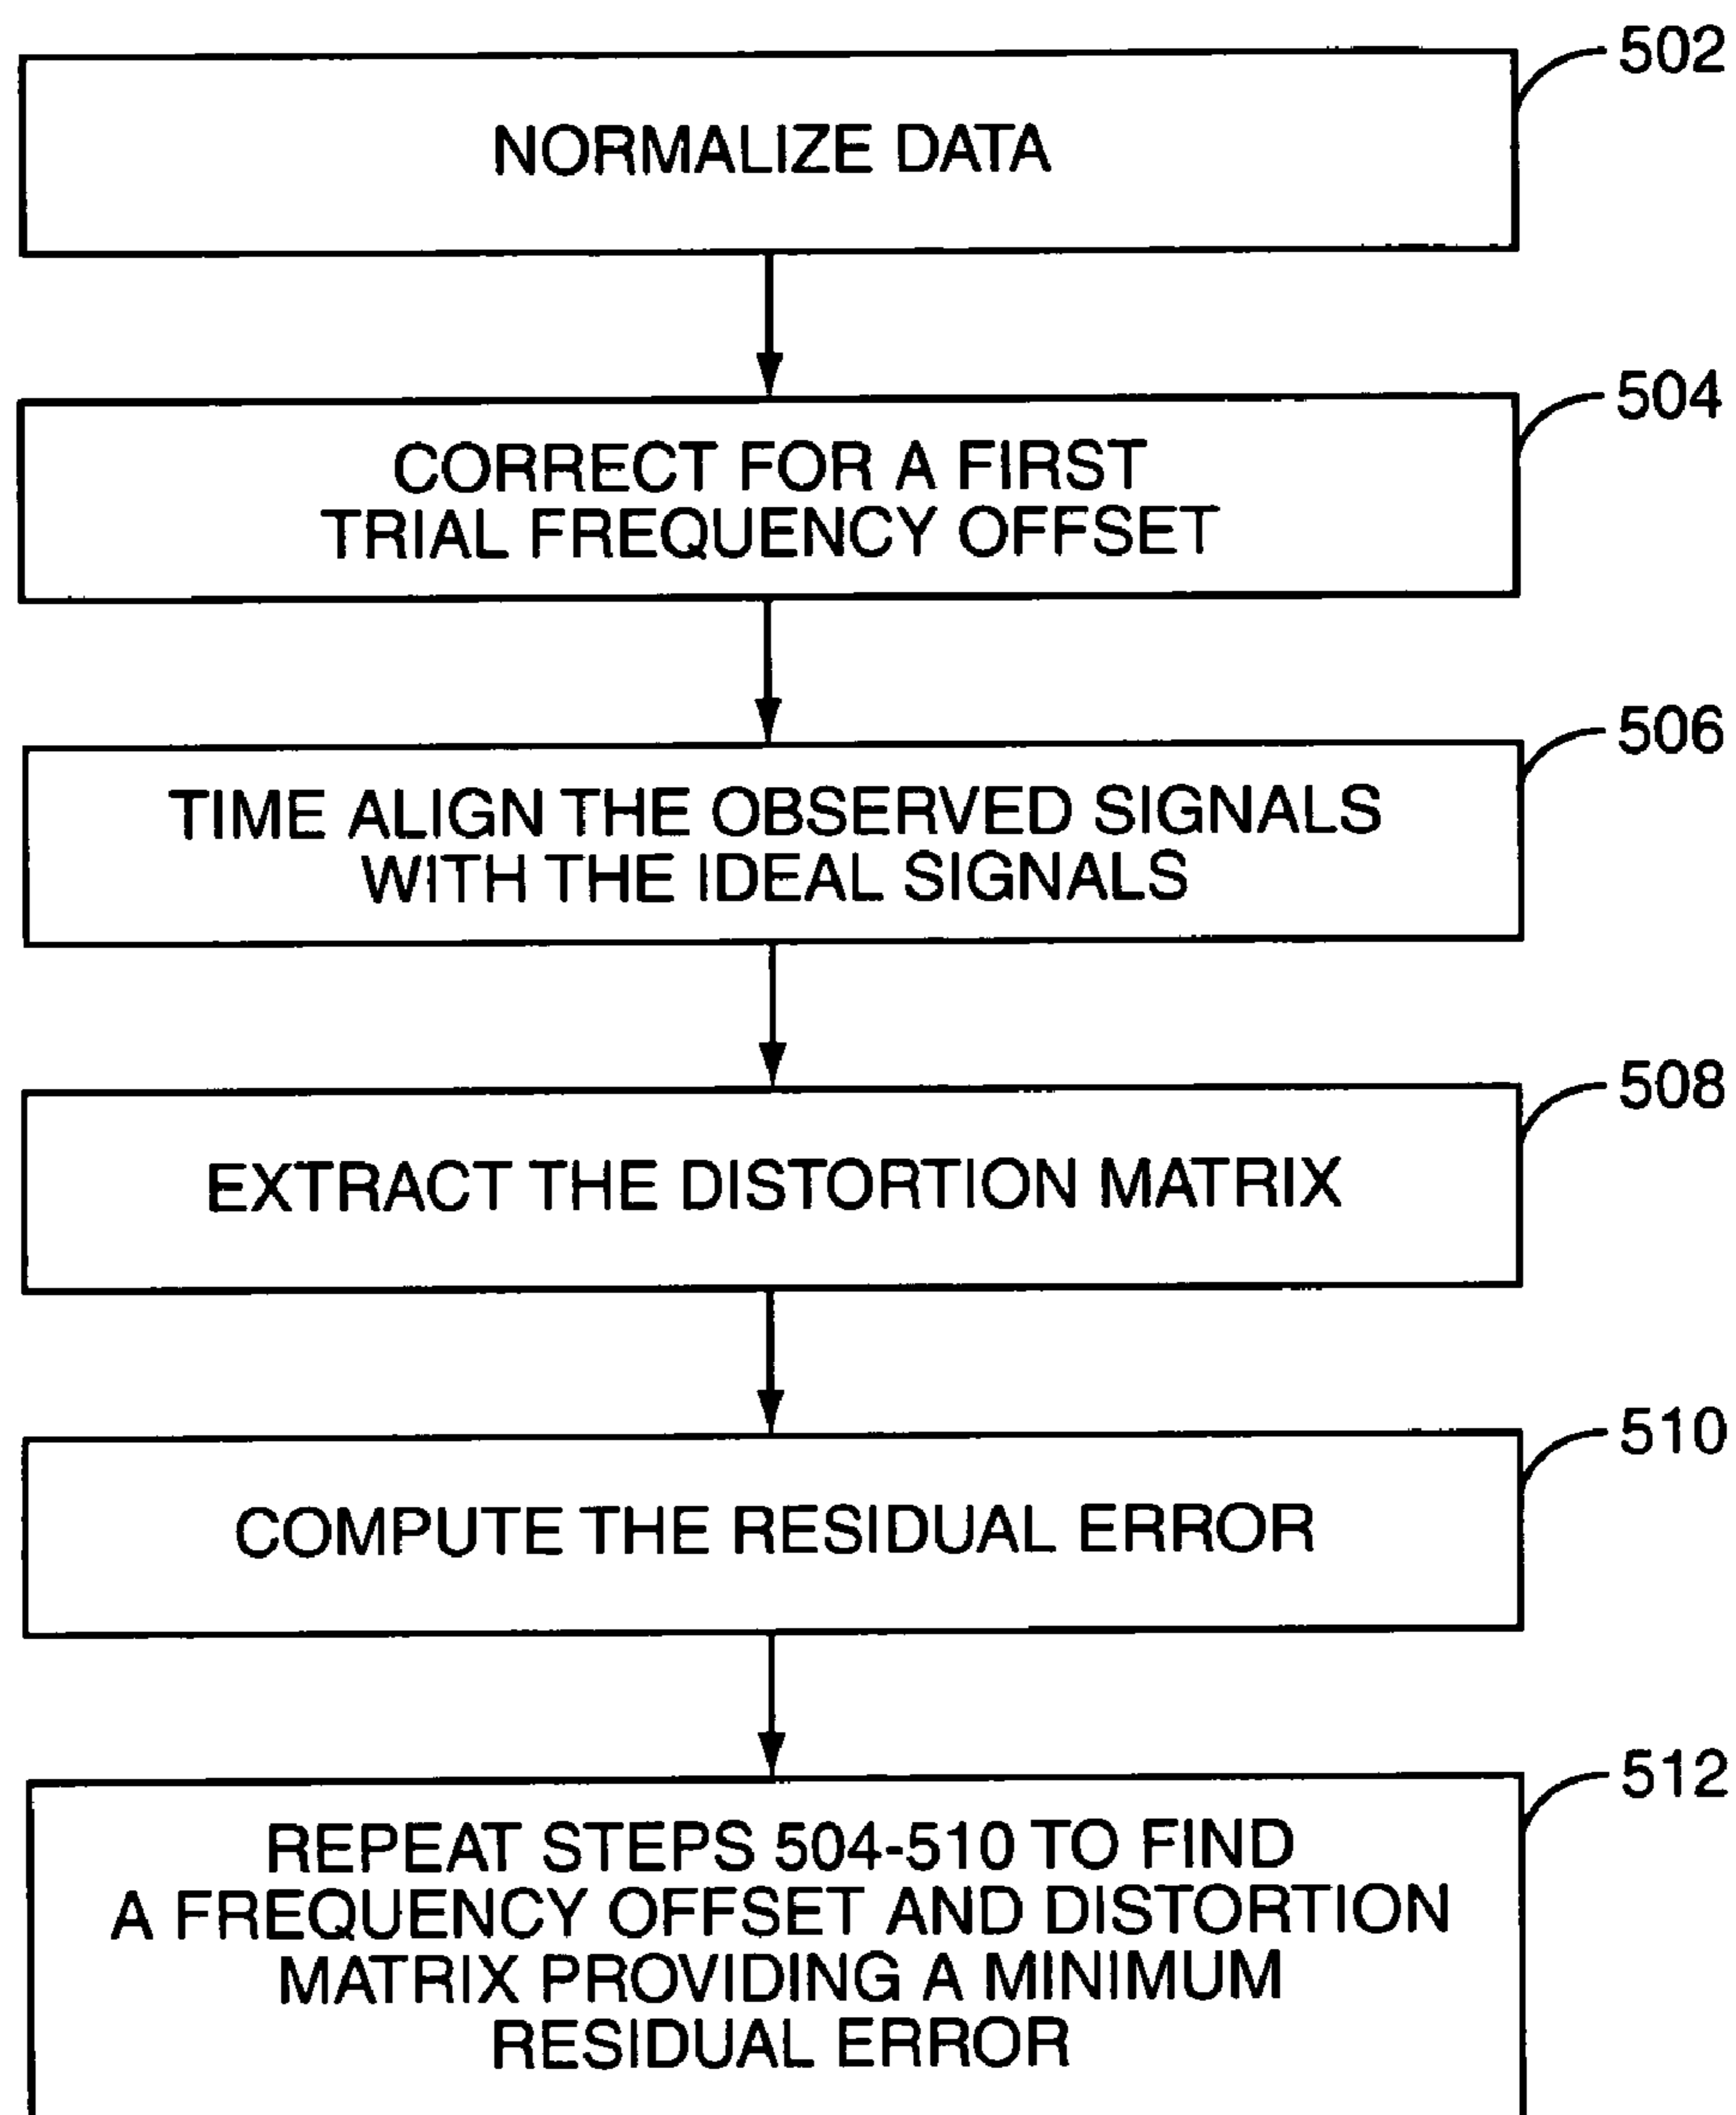 502
NORMALIZE DATA
504
CORRECT FOR A FIRST
TRIAL FREQUENCY OFFSET
506
TIME ALIGN THE OBSERVED SIGNALS
WITH THE IDEAL SIGNALS
508
EXTRACT THE DISTORTION MATRIX
510
COMPUTE THE RESIDUAL ERROR
512
REPEAT STEPS 504-510 TO FIND
A FREQUENCY OFFSET AND DISTORTION
MATRIX PROVIDING A MINIMUM
RESIDUAL ERROR